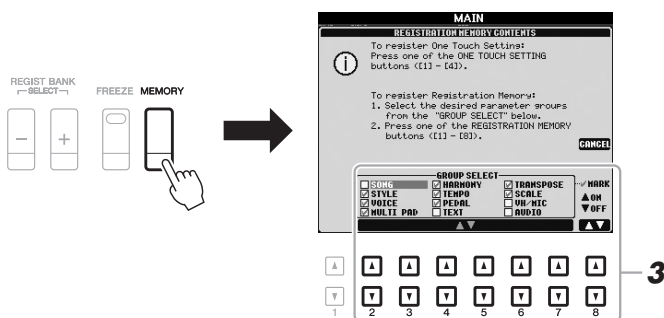 REGIST BANK
SELECT
FREEZE
MEMORY
−
+
MAIN
REGISTRATION MEMORY CONTENTS
To register One Touch Setting:
Press one of the ONE TOUCH SETTING
buttons ([1] – [4]).
To register Registration Memory:
1. Select the desired parameter groups
from the "GROUP SELECT" below.
2. Press one of the REGISTRATION MEMORY
buttons ([1] – [8]).
CANCEL
GROUP SELECT
SONG HARMONY TRANSPOSE MARK
STYLE TEMPO SCALE ▲ON
VOICE PEDAL VH/MIC ▼OFF
MULTI PAD TEXT AUDIO
1 2 3 4 5 6 7 8
3